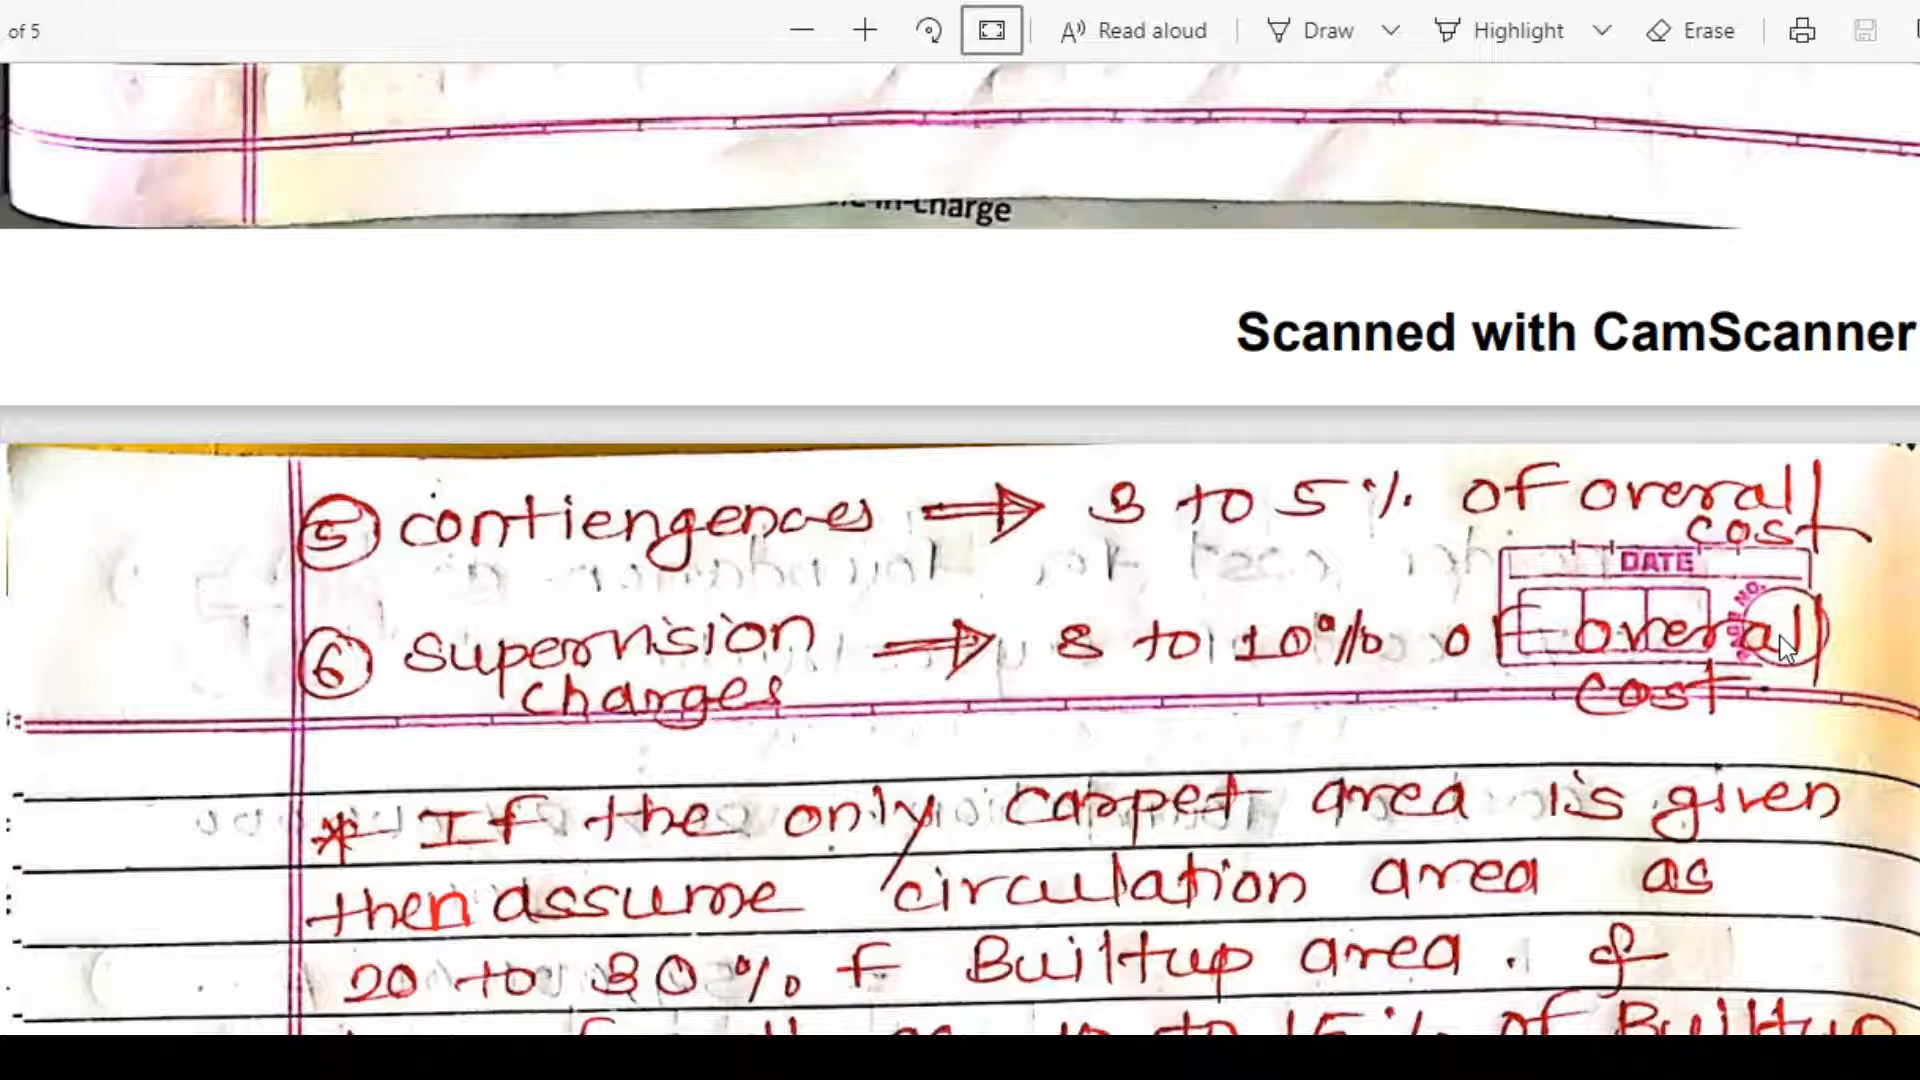 of 5
Read aloud
Draw
Highlight
Erase
in-charge
Scanned with CamScanner
5 contiengences ⇒ 3 to 5% of overall
cost
DATE
6 supervision ⇒ 8 to 10% of overall
charges cost
* If the only carpet area is given
then assume circulation area as
20 to 30% f Builtup area. &
15% of Builtup